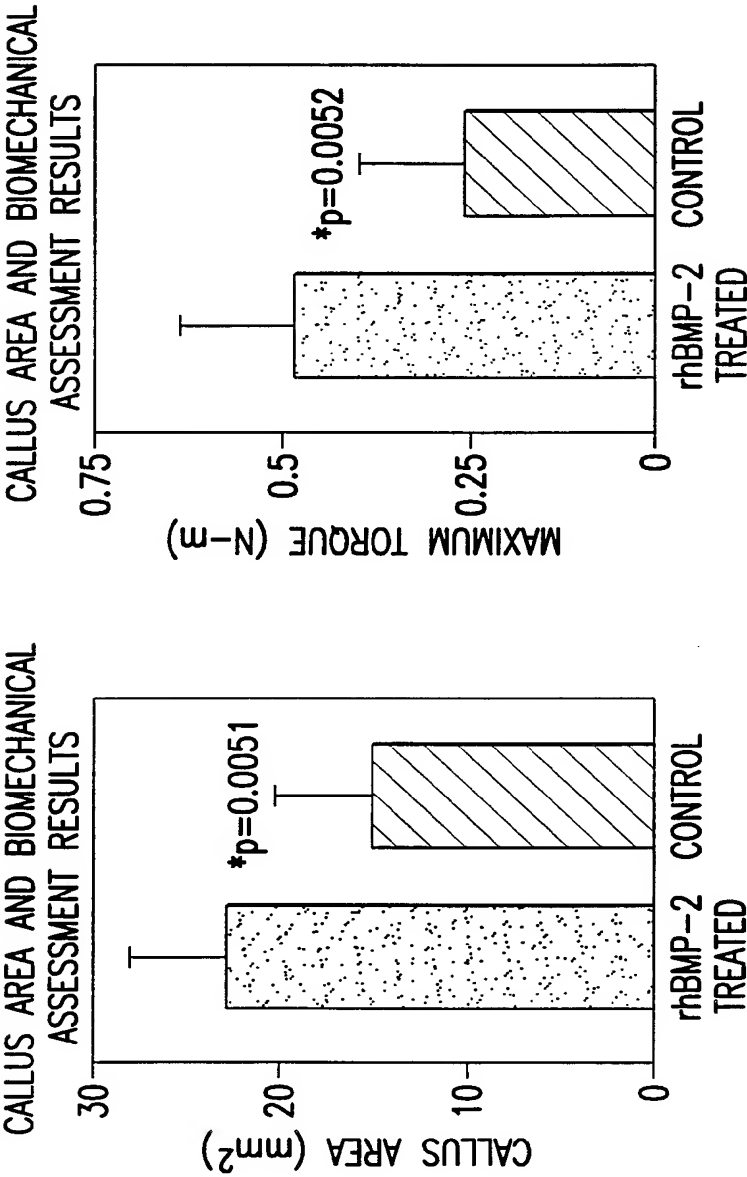 CALLUS AREA AND BIOMECHANICAL
ASSESSMENT RESULTS
CALLUS AREA (mm²)
30
20
10
0
*p=0.0051
rhBMP-2
TREATED
CONTROL
CALLUS AREA AND BIOMECHANICAL
ASSESSMENT RESULTS
MAXIMUM TORQUE (N-m)
0.75
0.5
0.25
0
*p=0.0052
rhBMP-2
TREATED
CONTROL